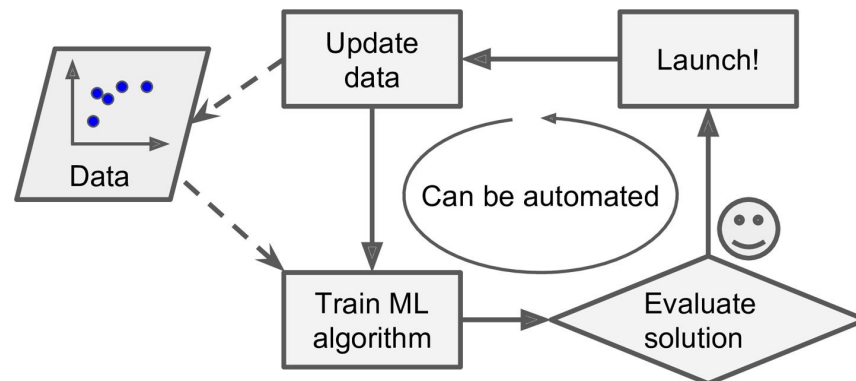 Update
data
Launch!
Data
Can be automated
Train ML
algorithm
Evaluate
solution